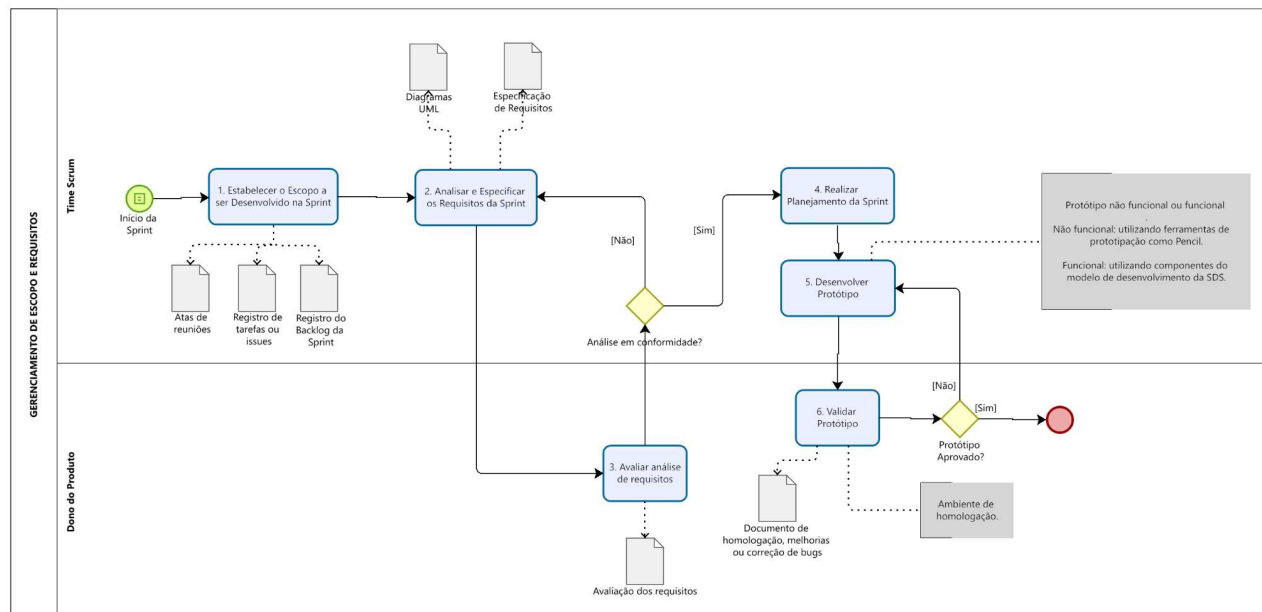 GERENCIAMENTO DE ESCOPO E REQUISITOS
Time Scrum
Diagramas
UML
Especificação
de Requisitos
Início da
Sprint
1. Estabelecer o Escopo a
ser Desenvolvido na Sprint
2. Analisar e Especificar
os Requisitos da Sprint
Atas de
reuniões
Registro de
tarefas ou
issues
Registro do
Backlog da
Sprint
[Não]
Análise em conformidade?
[Sim]
4. Realizar
Planejamento da Sprint
5. Desenvolver
Protótipo
Protótipo não funcional ou funcional
.
Não funcional: utilizando ferramentas de
prototipação como Pencil.
Funcional: utilizando componentes do
modelo de desenvolvimento da SDS.
Dono do Produto
3. Avaliar análise
de requisitos
Avaliação dos requisitos
6. Validar
Protótipo
[Não]
[Sim]
Protótipo
Aprovado?
Documento de
homologação, melhorias
ou correção de bugs
Ambiente de
homologação.